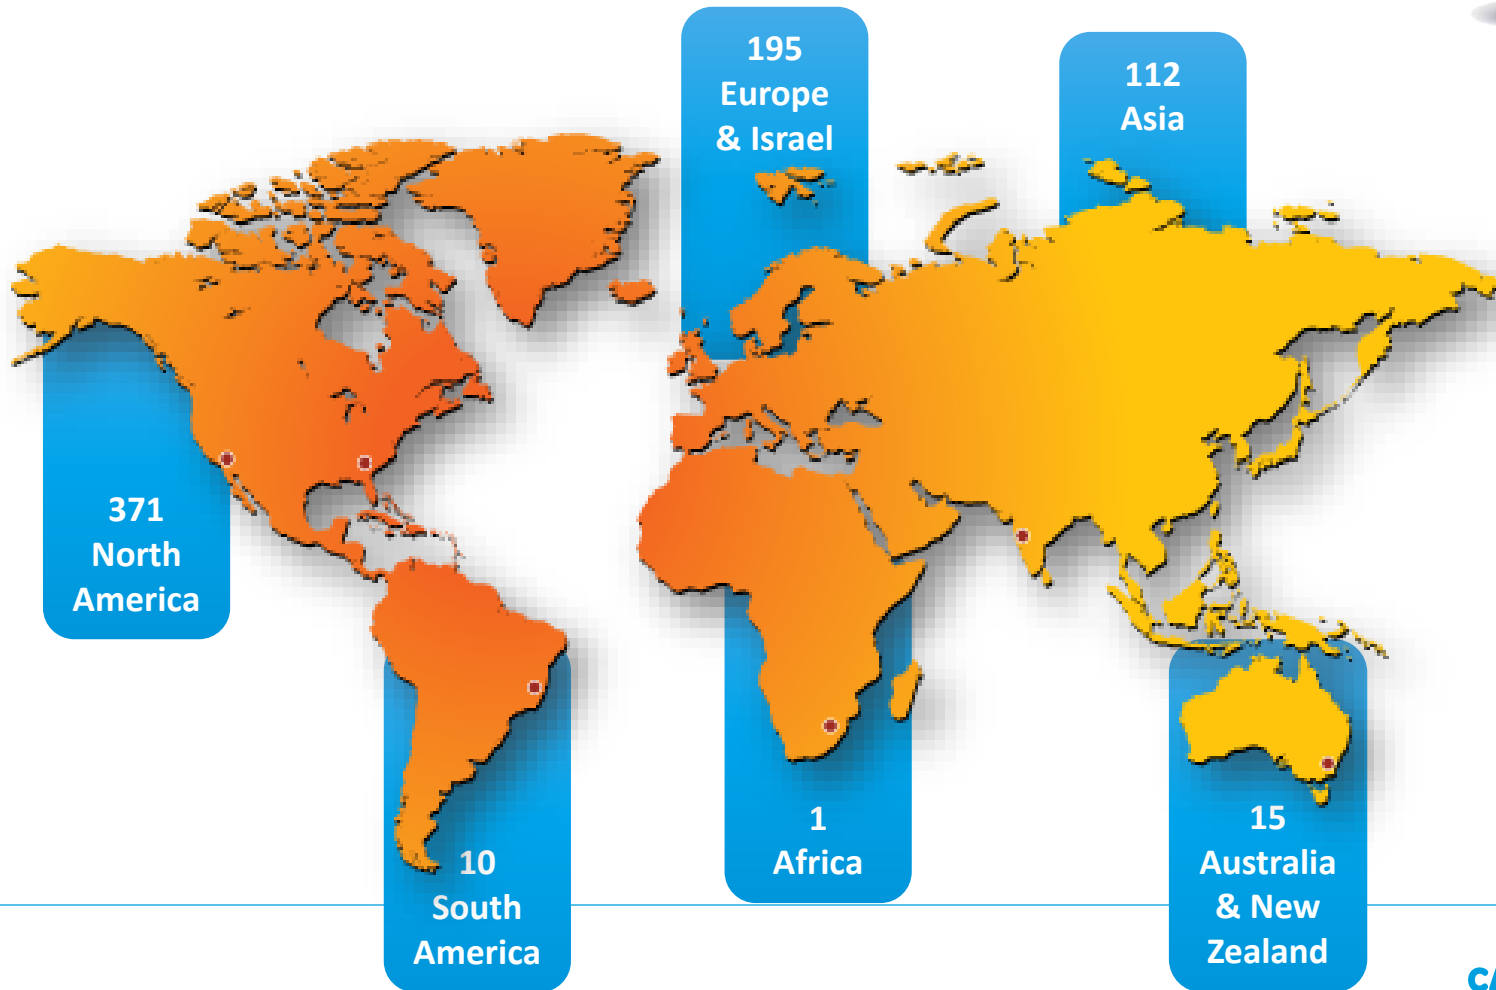 195
Europe
& Israel
112
Asia
371
North
America
10
South
America
1
Africa
15
Australia
& New
Zealand